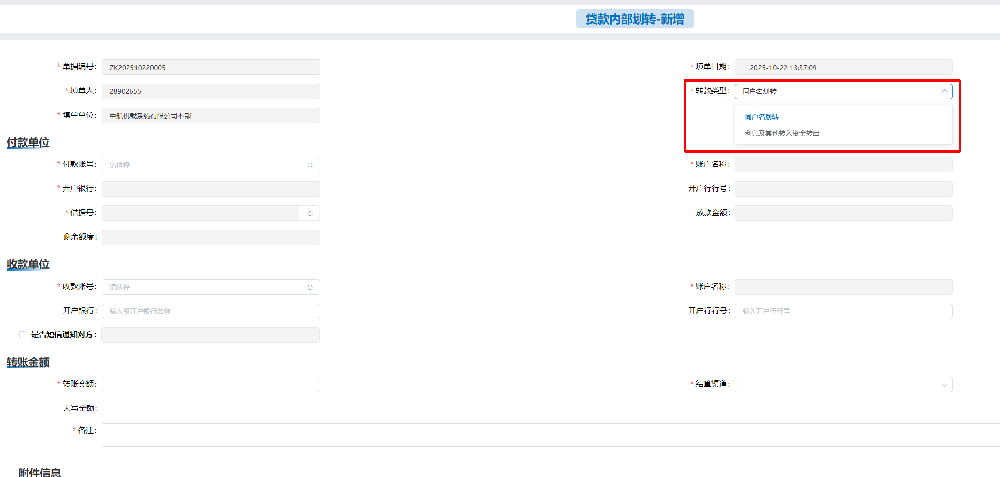 贷款内部划转-新增
* 单据编号： ZK202510220005
* 填单日期： 2025-10-22 13:37:09
* 填单人： 28902655
* 转款类型： 同户名划转
* 填单单位： 中航机载系统有限公司本部
同户名划转
利息及其他转入资金转出
付款单位
* 付款账号： 请选择
* 账户名称：
* 开户银行：
开户行行号：
* 借据号：
放款金额：
剩余额度：
收款单位
* 收款账号： 请选择
* 账户名称：
开户银行： 输入级开户银行名称
开户行行号： 输入开户行行号
是否短信通知对方：
转账金额
* 转账金额：
* 结算渠道：
大写金额：
* 备注：
附件信息